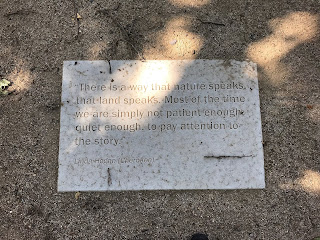 "There is a way that nature speaks,
that land speaks. Most of the time
we are simply not patient enough,
quiet enough, to pay attention to
the story."
Linda Hogan (Chickasaw)